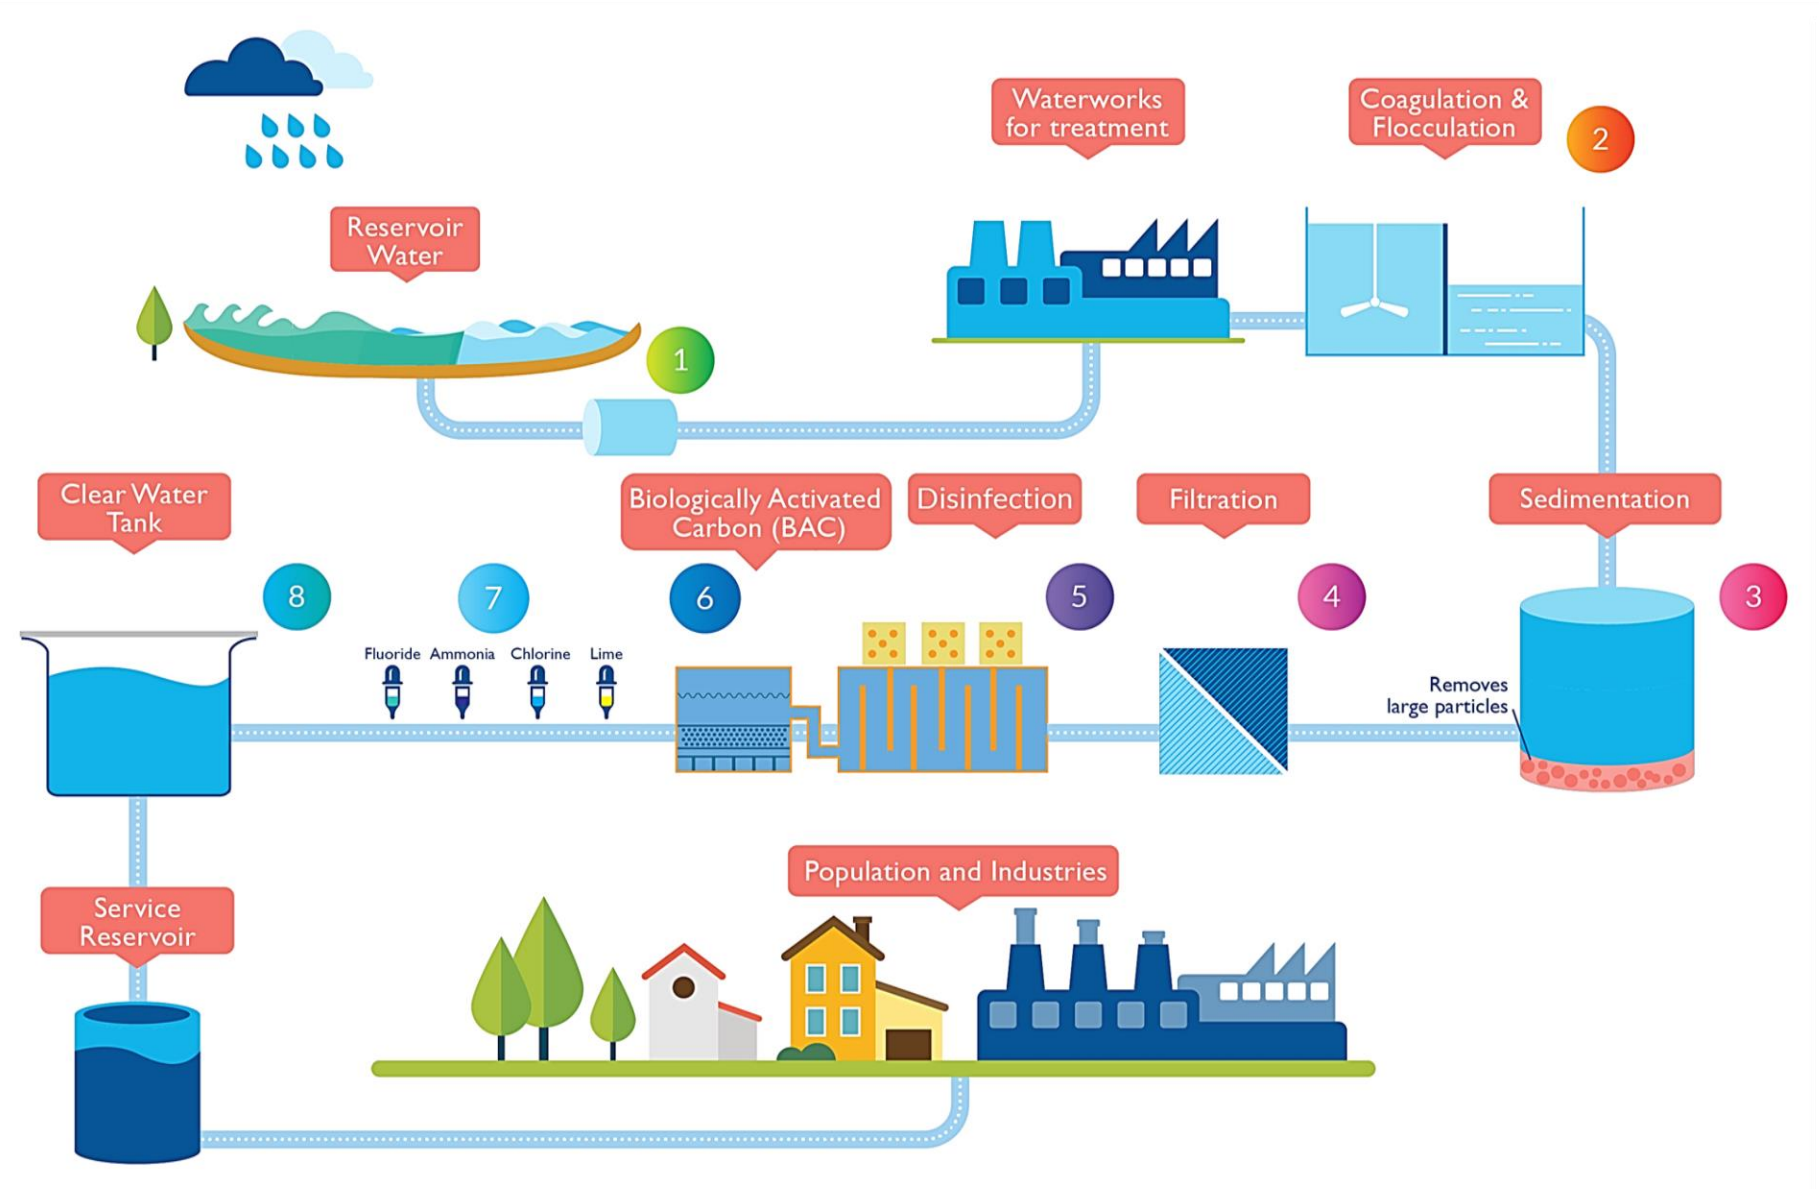 Waterworks
for treatment
Coagulation &
Flocculation
2
Reservoir
Water
1
Clear Water
Tank
Biologically Activated
Carbon (BAC)
Disinfection
Filtration
Sedimentation
8
7
6
5
4
3
Fluoride
Ammonia
Chlorine
Lime
Removes
large particles
Service
Reservoir
Population and Industries